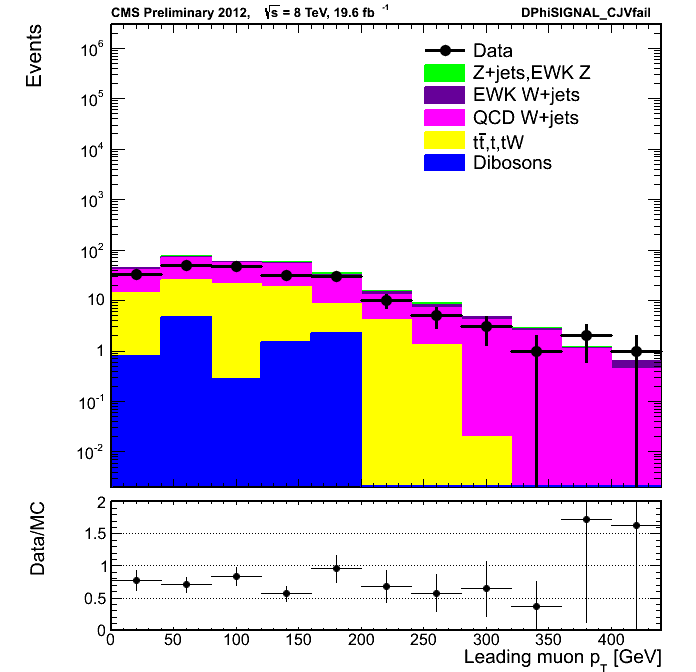 CMS Preliminary 2012, √s = 8 TeV, 19.6 fb⁻¹ DPhiSIGNAL_CJVfail
Events
10⁶
10⁵
10⁴
10³
10²
10
1
10⁻¹
10⁻²
Data
Z+jets,EWK Z
EWK W+jets
QCD W+jets
tt̄,t,tW
Dibosons
Data/MC
2
1.5
1
0.5
0
0 50 100 150 200 250 300 350 400
Leading muon p_T [GeV]